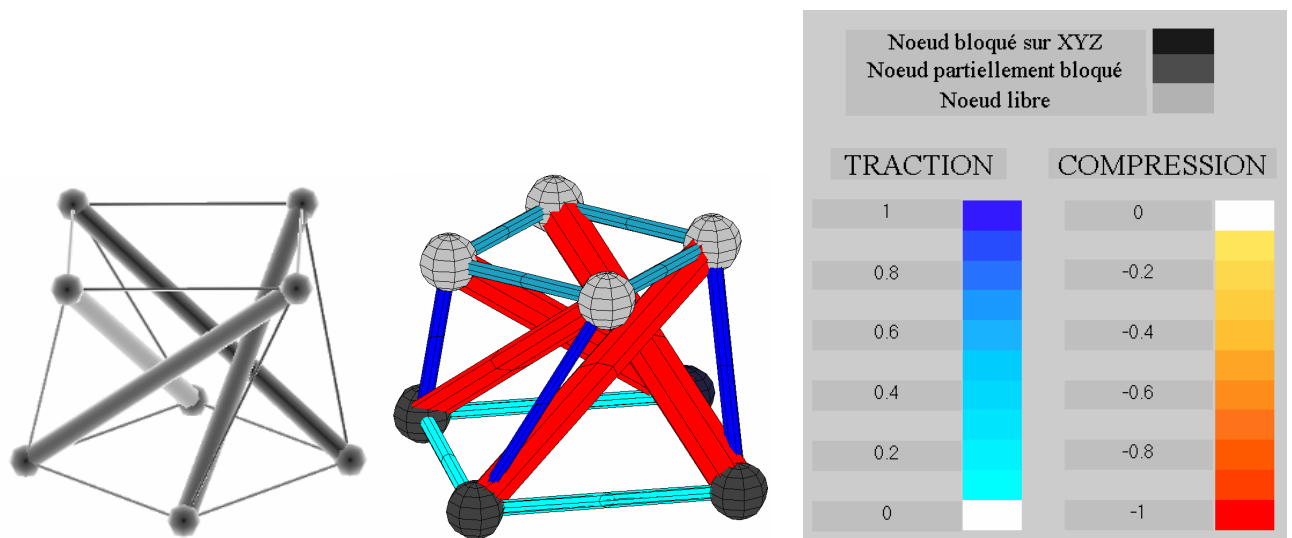 Noeud bloqué sur XYZ
Noeud partiellement bloqué
Noeud libre
TRACTION COMPRESSION
1 0
0.8 -0.2
0.6 -0.4
0.4 -0.6
0.2 -0.8
0 -1